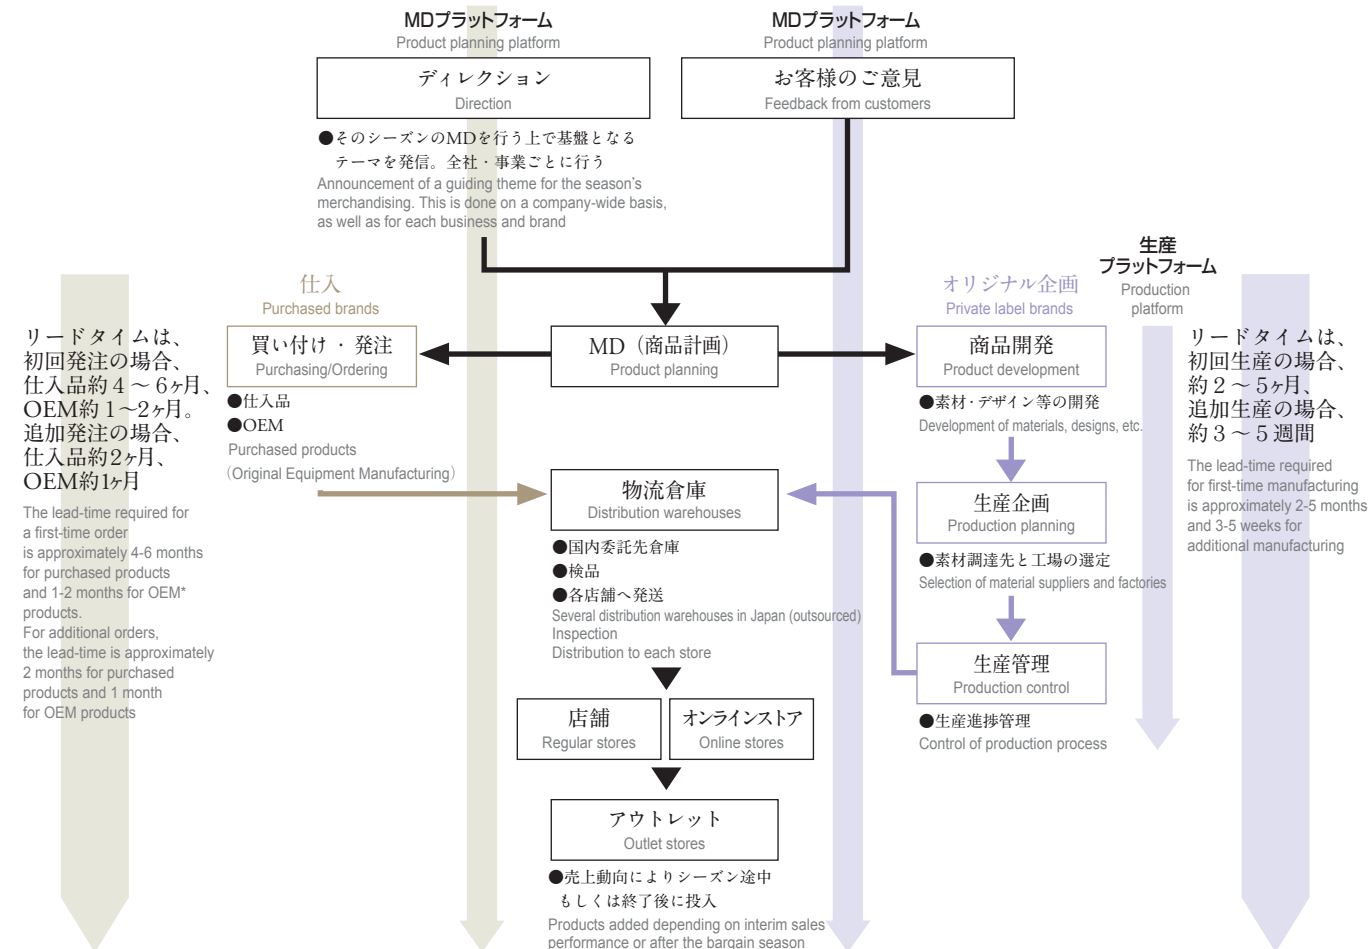 MDプラットフォーム
Product planning platform
ディレクション
Direction
●そのシーズンのMDを行う上で基盤となる
テーマを発信。全社・事業ごとに行う
Announcement of a guiding theme for the season's
merchandising. This is done on a company-wide basis,
as well as for each business and brand
MDプラットフォーム
Product planning platform
お客様のご意見
Feedback from customers
リードタイムは、
初回発注の場合、
仕入品約4～6ヶ月、
OEM約1～2ヶ月。
追加発注の場合、
仕入品約2ヶ月、
OEM約1ヶ月
The lead-time required for
a first-time order
is approximately 4-6 months
for purchased products
and 1-2 months for OEM*
products.
For additional orders,
the lead-time is approximately
2 months for purchased
products and 1 month
for OEM products
仕入
Purchased brands
買い付け・発注
Purchasing/Ordering
●仕入品
●OEM
Purchased products
(Original Equipment Manufacturing)
MD（商品計画）
Product planning
物流倉庫
Distribution warehouses
●国内委託先倉庫
●検品
●各店舗へ発送
Several distribution warehouses in Japan (outsourced)
Inspection
Distribution to each store
店舗
Regular stores
オンラインストア
Online stores
アウトレット
Outlet stores
●売上動向によりシーズン途中
もしくは終了後に投入
Products added depending on interim sales
performance or after the bargain season
オリジナル企画
Private label brands
商品開発
Product development
●素材・デザイン等の開発
Development of materials, designs, etc.
生産企画
Production planning
●素材調達先と工場の選定
Selection of material suppliers and factories
生産管理
Production control
●生産進捗管理
Control of production process
生産
プラットフォーム
Production
platform
リードタイムは、
初回生産の場合、
約2～5ヶ月、
追加生産の場合、
約3～5週間
The lead-time required
for first-time manufacturing
is approximately 2-5 months
and 3-5 weeks for
additional manufacturing